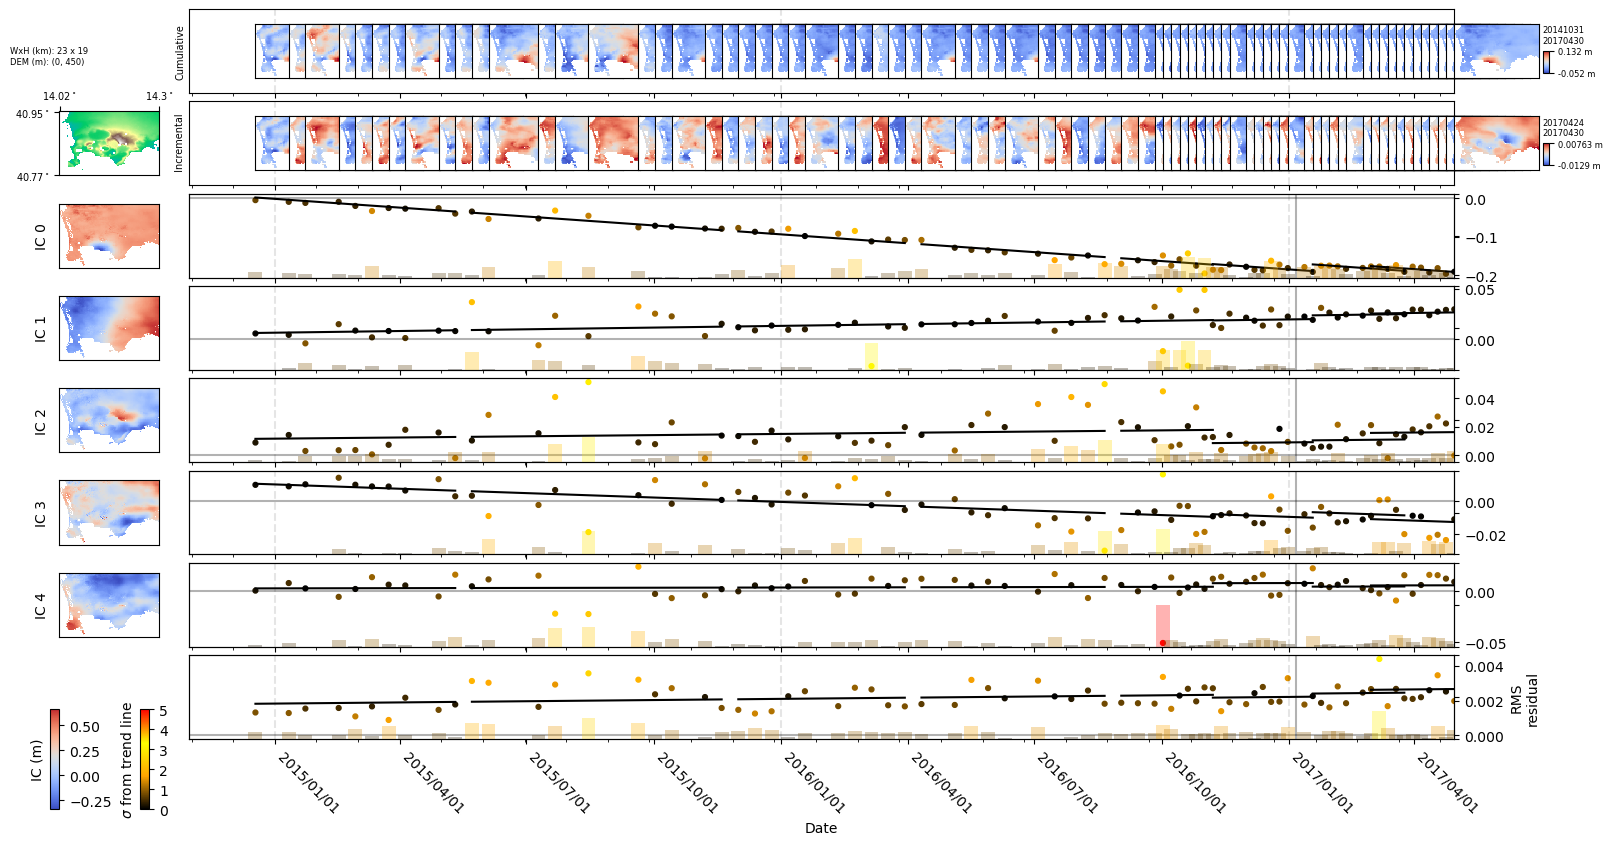 WxH (km): 23 x 19
DEM (m): (0, 450)
Cumulative
20141031
20170430
0.132 m
-0.052 m
14.02°
14.3°
40.95°
40.77°
Incremental
20170424
20170430
0.00763 m
-0.0129 m
IC 0
0.0
−0.1
−0.2
IC 1
0.05
0.00
IC 2
0.04
0.02
0.00
IC 3
0.00
−0.02
IC 4
0.00
−0.05
0.004
0.002
0.000
RMS
residual
IC (m)
0.50
0.25
0.00
−0.25
σ from trend line
5
4
3
2
1
0
2015/01/01
2015/04/01
2015/07/01
2015/10/01
2016/01/01
2016/04/01
2016/07/01
2016/10/01
2017/01/01
2017/04/01
Date